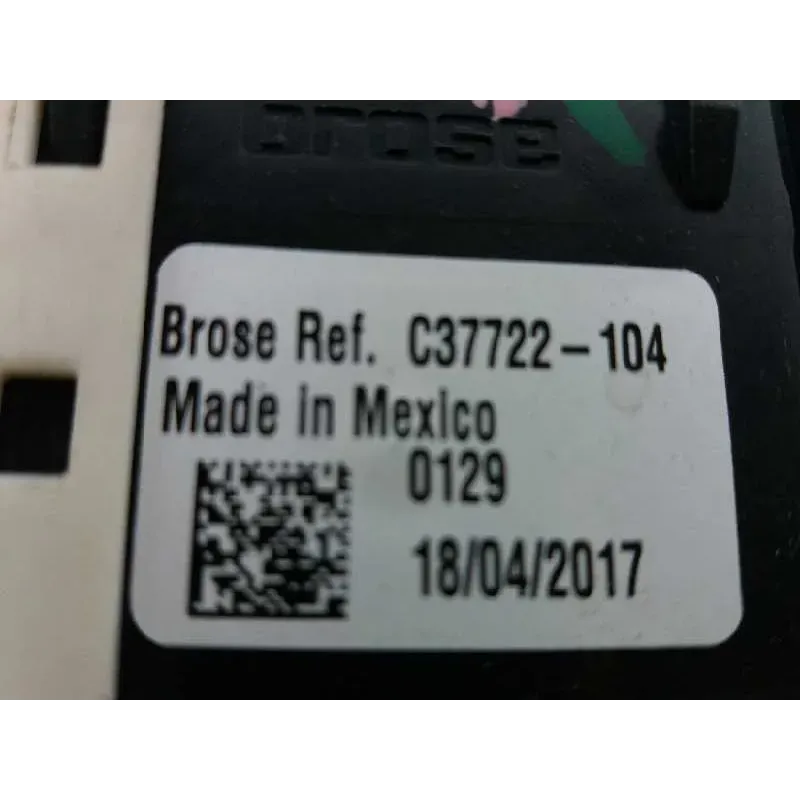 brose
Brose Ref. C37722-104
Made in Mexico
0129
18/04/2017